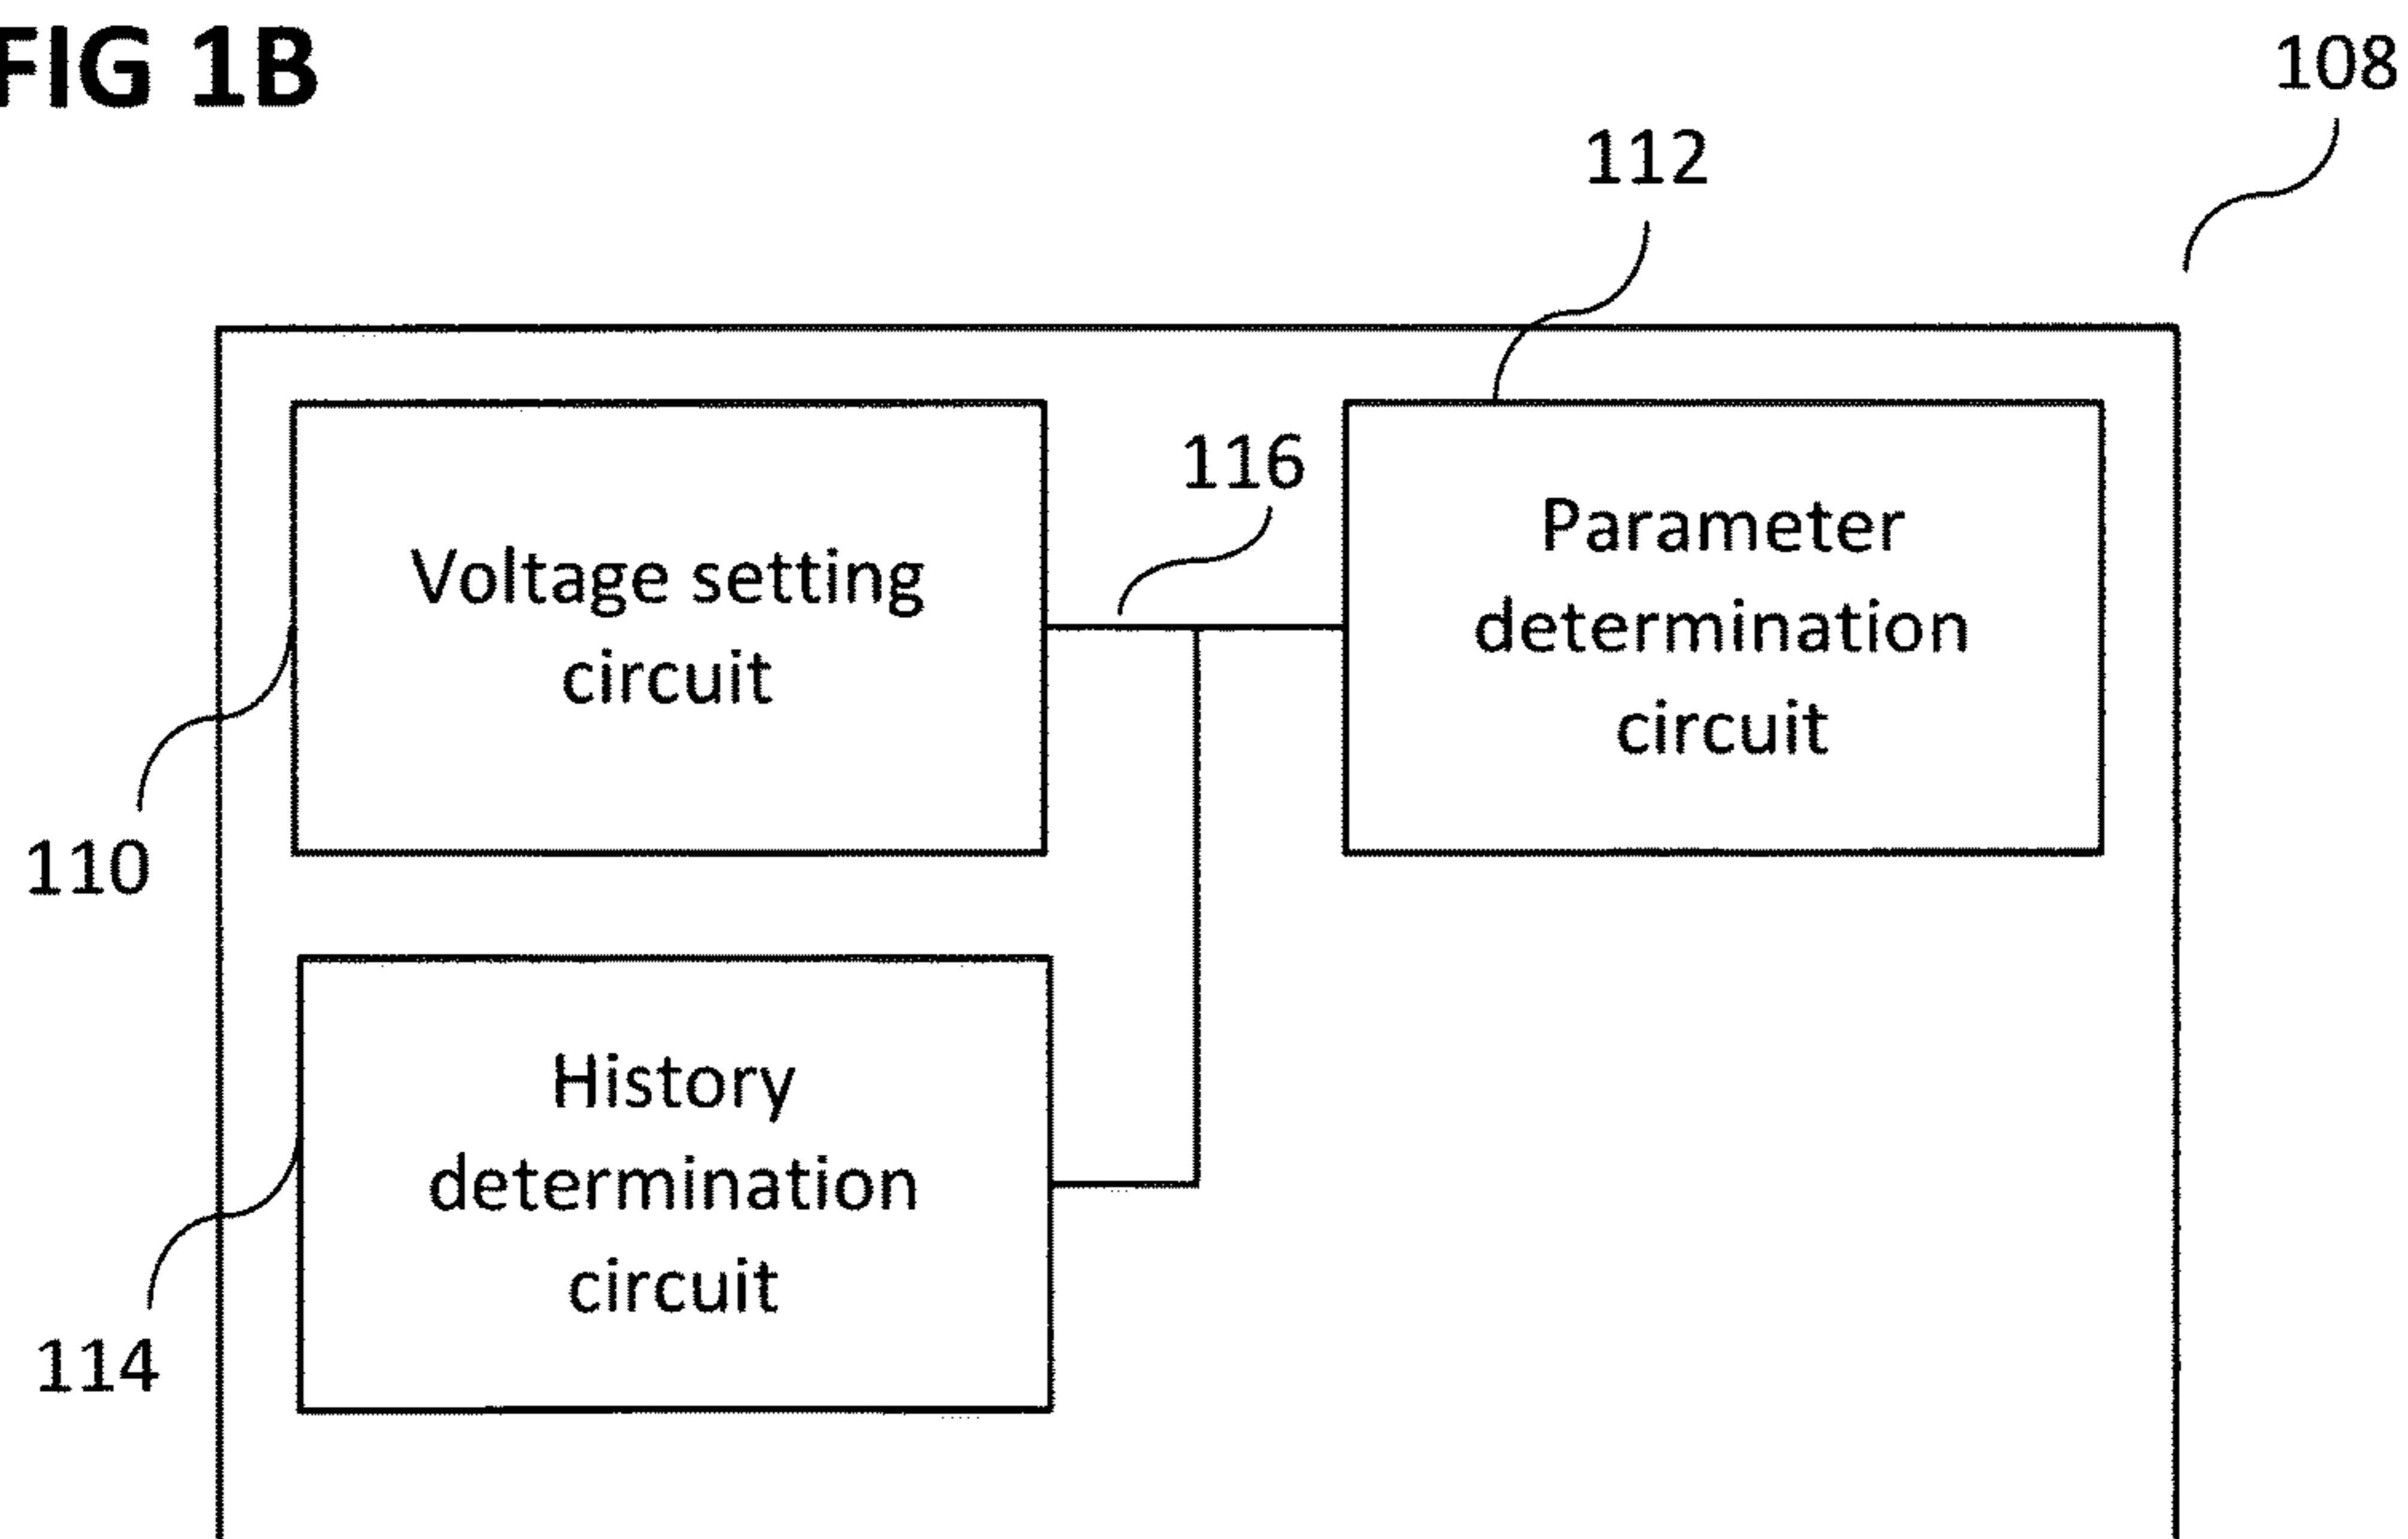 FIG 1B
108
112
116
Voltage setting
circuit
Parameter
determination
circuit
110
History
determination
circuit
114